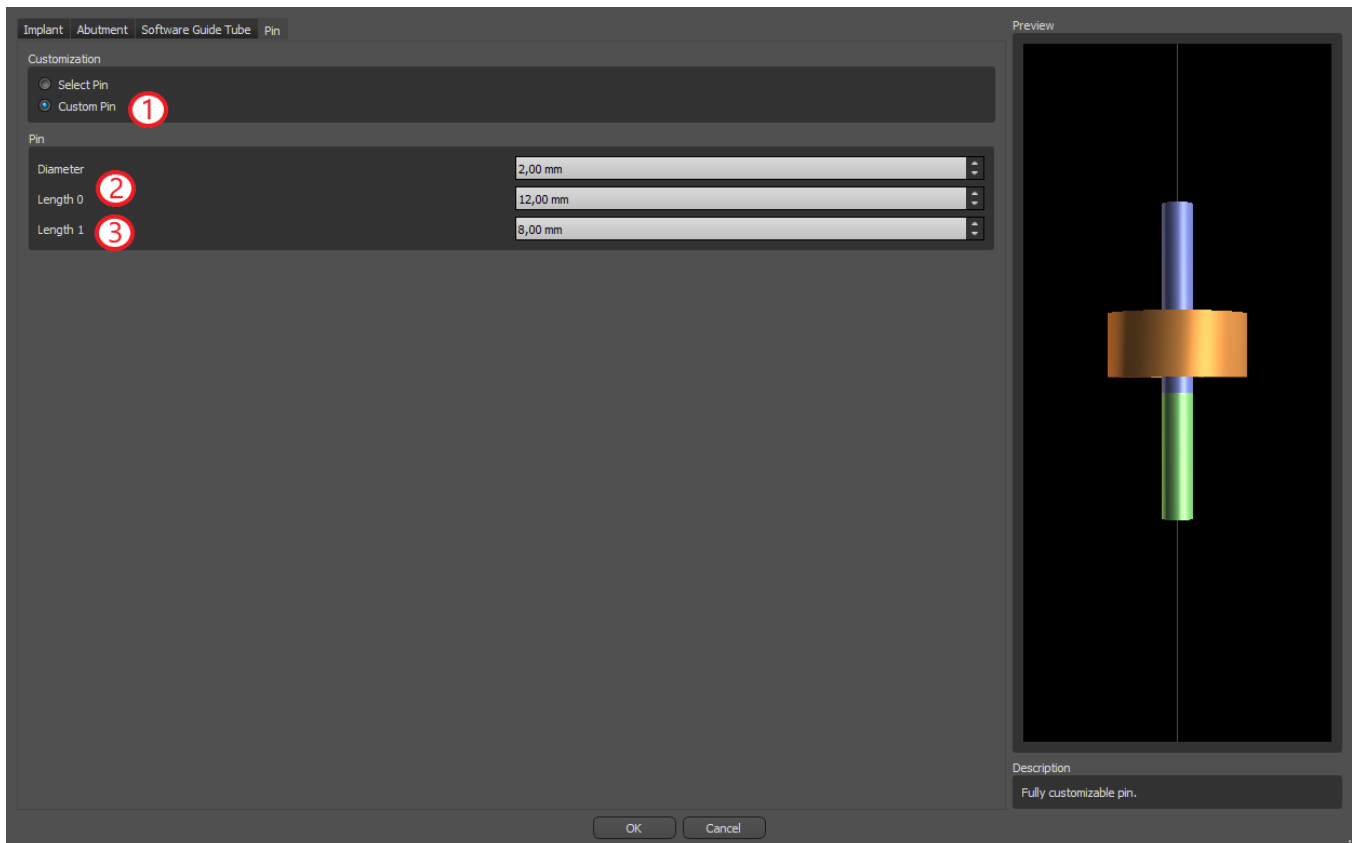 Implant Abutment Software Guide Tube Pin
Customization
Select Pin
Custom Pin 1
Pin
Diameter 2,00 mm
2
Length 0 12,00 mm
Length 1 3 8,00 mm
OK Cancel
Preview
Description
Fully customizable pin.